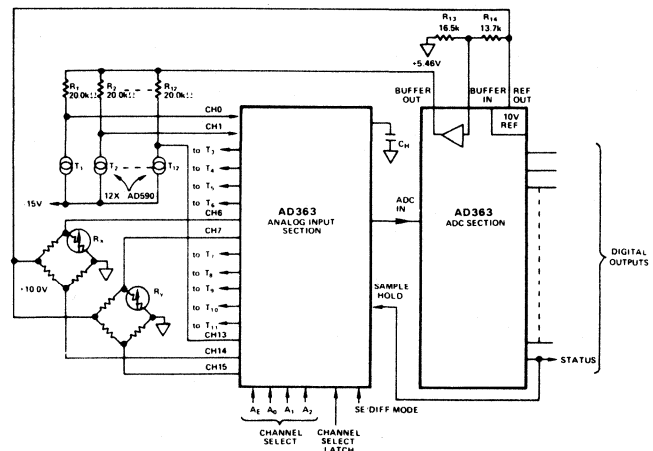 R13
16.5k
R14
13.7k
+5.46V
BUFFER OUT
BUFFER IN
REF OUT
R1
20.0kΩ
R2
20.0kΩ
R12
20.0kΩ
CH0
CH1
10V
REF
CH
T1
T2
T12
to T3
to T4
to T5
to T6
12X AD590
-15V
CH6
CH7
AD363
ANALOG INPUT
SECTION
ADC
IN
AD363
ADC SECTION
DIGITAL
OUTPUTS
RX
RY
+10.0V
to T7
to T8
to T9
to T10
to T11
SAMPLE
HOLD
CH13
CH14
CH15
STATUS
AE A0 A1 A2
SE/DIFF MODE
CHANNEL
SELECT
CHANNEL
SELECT
LATCH